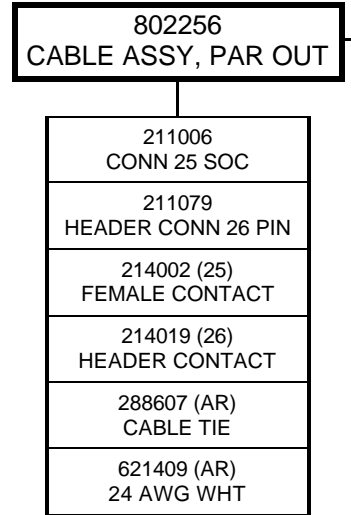 802256
CABLE ASSY, PAR OUT
211006
CONN 25 SOC
211079
HEADER CONN 26 PIN
214002 (25)
FEMALE CONTACT
214019 (26)
HEADER CONTACT
288607 (AR)
CABLE TIE
621409 (AR)
24 AWG WHT